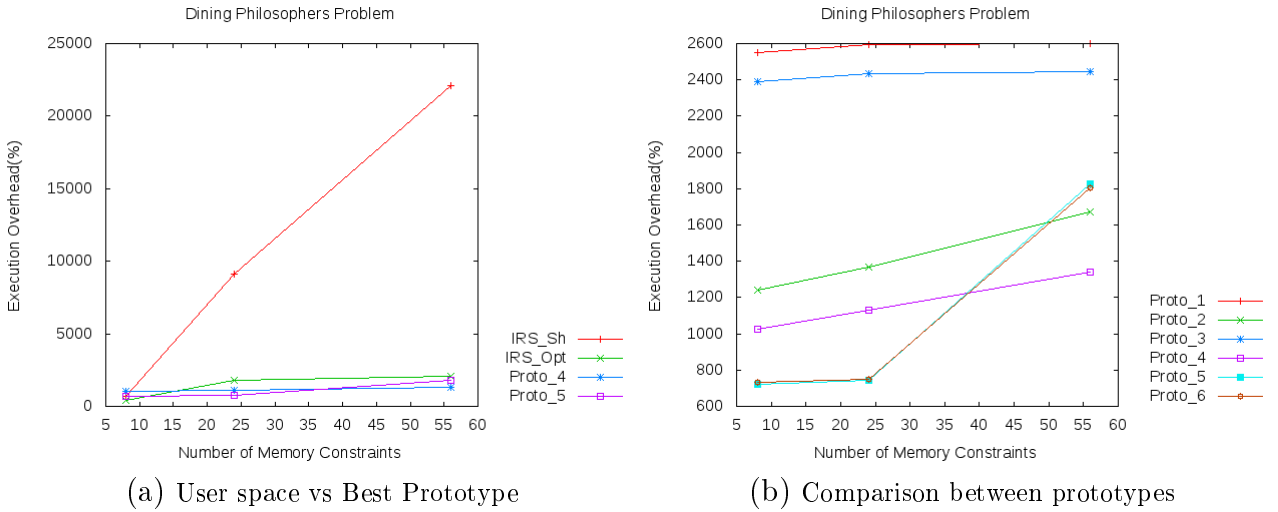 Dining Philosophers Problem
25000
20000
15000
10000
5000
0
Execution Overhead(%)
5 10 15 20 25 30 35 40 45 50 55 60
Number of Memory Constraints
IRS_Sh
IRS_Opt
Proto_4
Proto_5
(a) User space vs Best Prototype
Dining Philosophers Problem
2600
2400
2200
2000
1800
1600
1400
1200
1000
800
600
Execution Overhead(%)
5 10 15 20 25 30 35 40 45 50 55 60
Number of Memory Constraints
Proto_1
Proto_2
Proto_3
Proto_4
Proto_5
Proto_6
(b) Comparison between prototypes